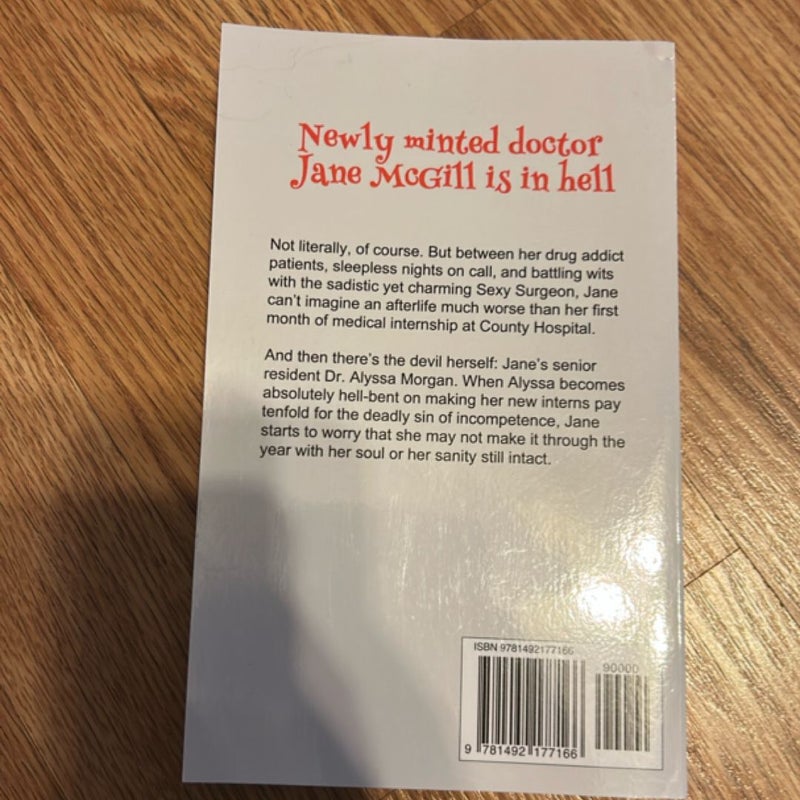 Newly minted doctor
Jane McGill is in hell
Not literally, of course. But between her drug addict
patients, sleepless nights on call, and battling wits
with the sadistic yet charming Sexy Surgeon, Jane
can't imagine an afterlife much worse than her first
month of medical internship at County Hospital.
And then there's the devil herself: Jane's senior
resident Dr. Alyssa Morgan. When Alyssa becomes
absolutely hell-bent on making her new interns pay
tenfold for the deadly sin of incompetence, Jane
starts to worry that she may not make it through the
year with her soul or her sanity still intact.
ISBN 9781492177166
90000
9 781492 177166